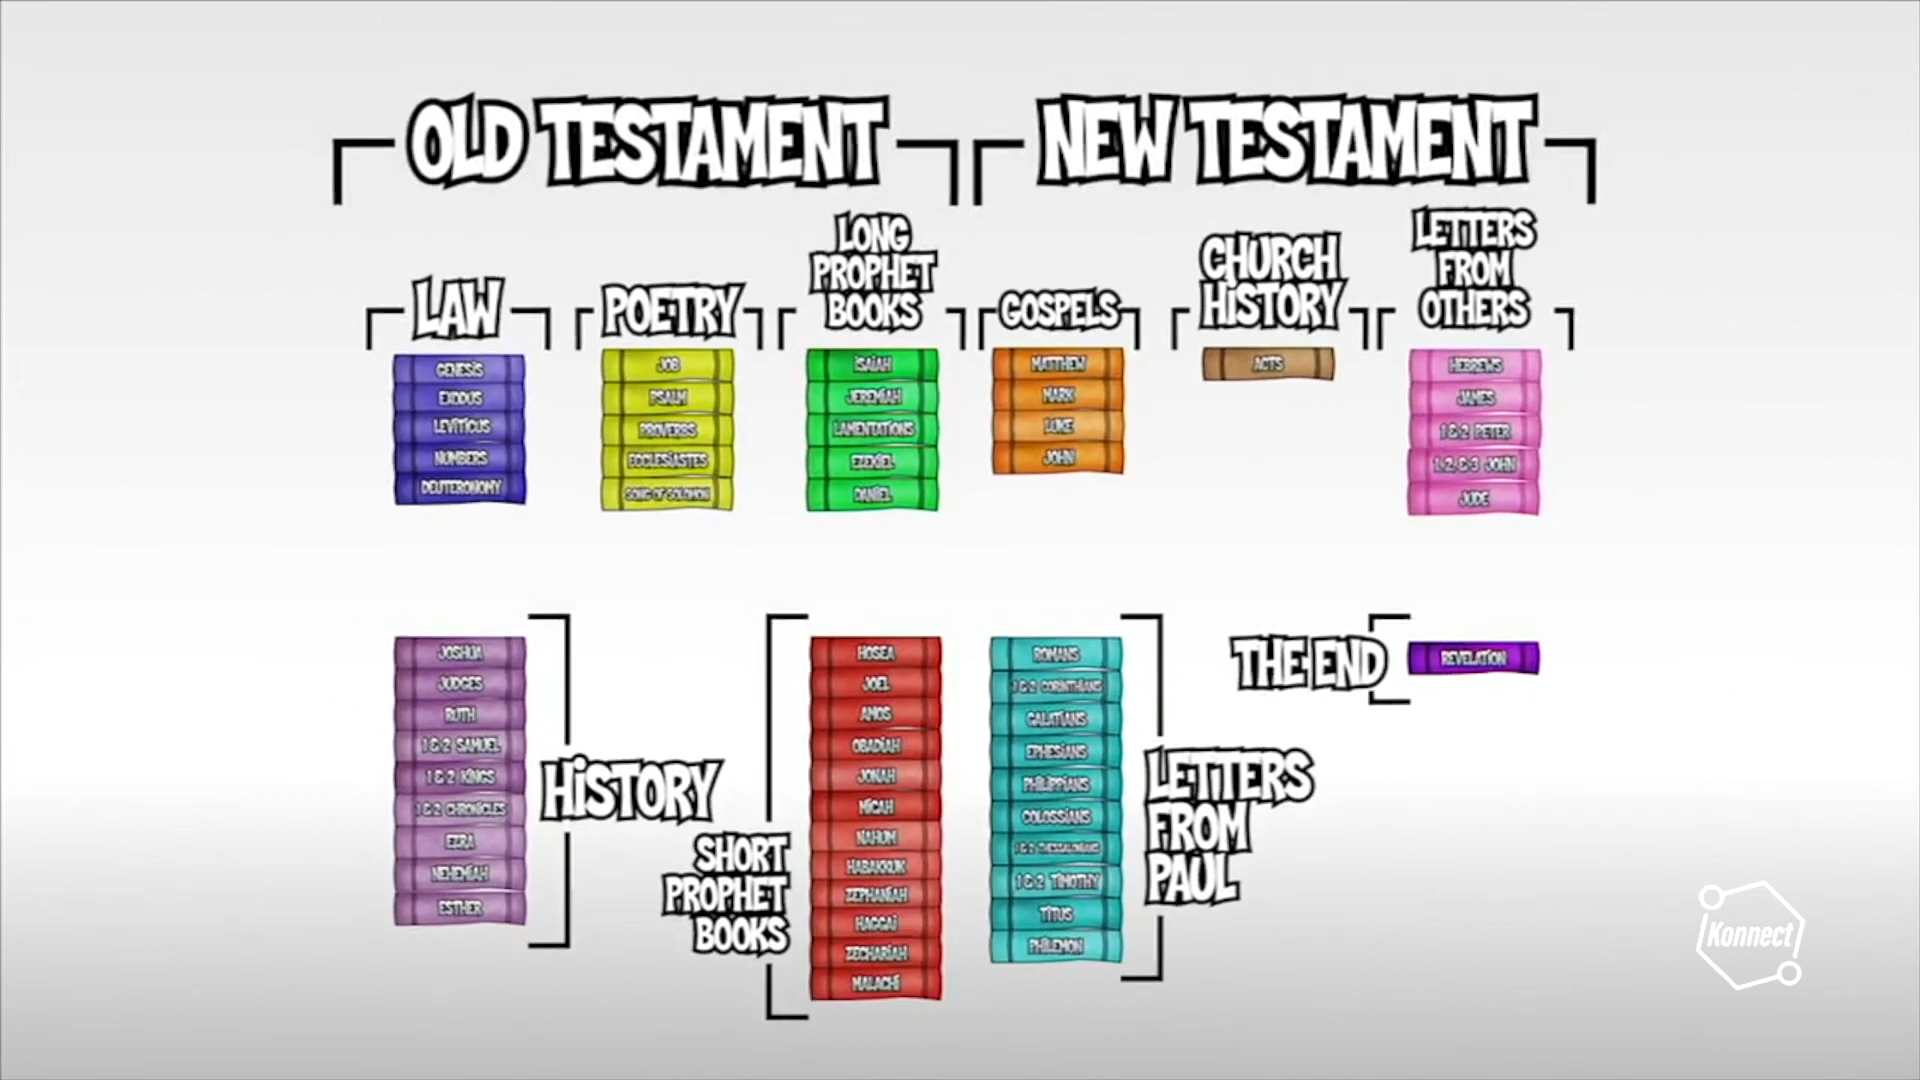 OLD TESTAMENT
NEW TESTAMENT
LAW
GENESIS
EXODUS
LEVITICUS
NUMBERS
DEUTERONOMY
POETRY
JOB
PSALM
PROVERBS
ECCLESIASTES
SONG OF SOLOMON
LONG
PROPHET
BOOKS
ISAIAH
JEREMIAH
LAMENTATIONS
EZEKIEL
DANIEL
GOSPELS
MATTHEW
MARK
LUKE
JOHN
CHURCH
HISTORY
ACTS
LETTERS
FROM
OTHERS
HEBREWS
JAMES
1 & 2 PETER
1, 2, & 3 JOHN
JUDE
JOSHUA
JUDGES
RUTH
1 & 2 SAMUEL
1 & 2 KINGS
1 & 2 CHRONICLES
EZRA
NEHEMIAH
ESTHER
HISTORY
SHORT
PROPHET
BOOKS
HOSEA
JOEL
AMOS
OBADIAH
JONAH
MICAH
NAHUM
HABAKKUK
ZEPHANIAH
HAGGAI
ZECHARIAH
MALACHI
ROMANS
1 & 2 CORINTHIANS
GALATIANS
EPHESIANS
PHILIPPIANS
COLOSSIANS
1 & 2 THESSALONIANS
1 & 2 TIMOTHY
TITUS
PHILEMON
LETTERS
FROM
PAUL
THE END
REVELATION
Konnect